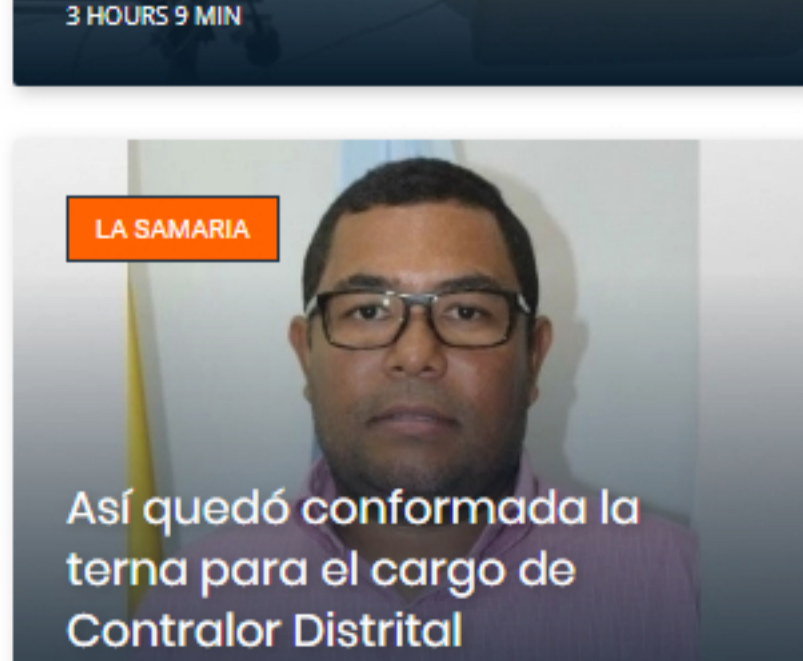 3 HOURS 9 MIN
LA SAMARIA
Así quedó conformada la
terna para el cargo de
Contralor Distrital